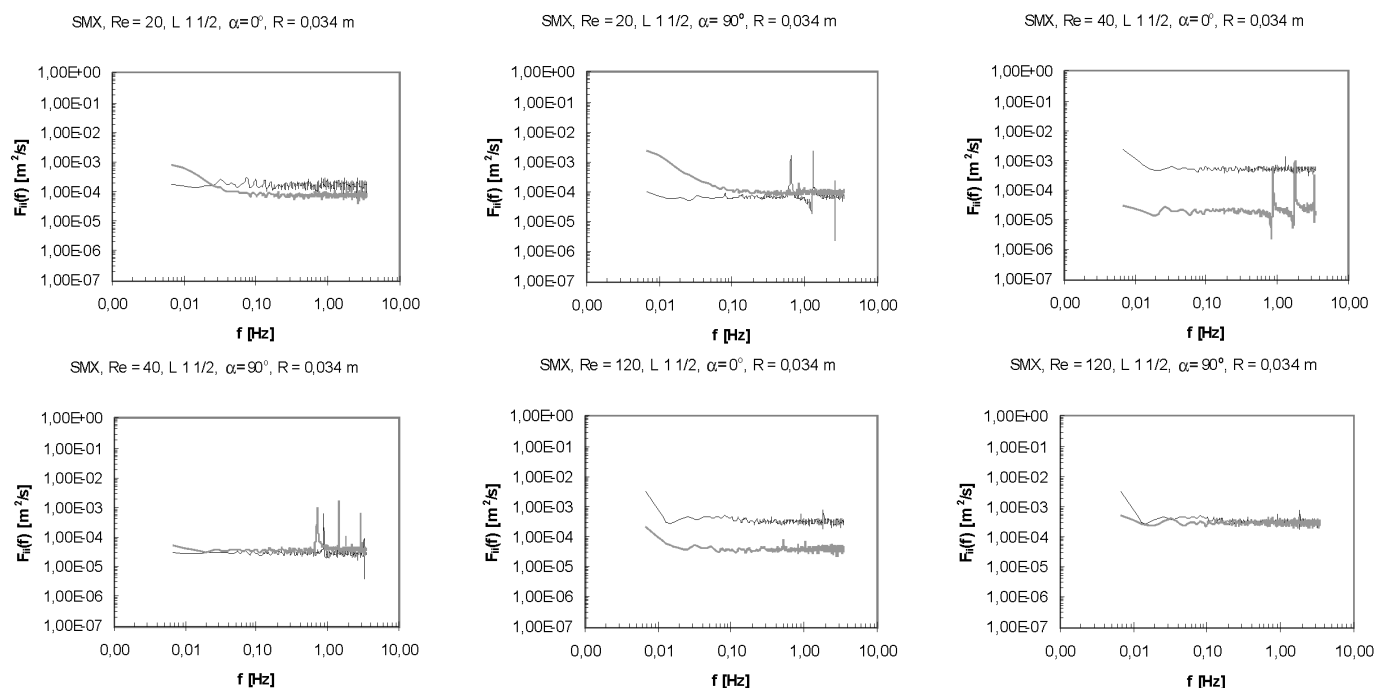 SMX, Re = 20, L 1 1/2, α=0°, R = 0,034 m
1,00E+00
1,00E-01
1,00E-02
1,00E-03
1,00E-04
1,00E-05
1,00E-06
1,00E-07
Fii(f) [m²/s]
0,00 0,01 0,10 1,00 10,00
f [Hz]
SMX, Re = 20, L 1 1/2, α= 90°, R = 0,034 m
1,00E+00
1,00E-01
1,00E-02
1,00E-03
1,00E-04
1,00E-05
1,00E-06
1,00E-07
Fii(f) [m²/s]
0,00 0,01 0,10 1,00 10,00
f [Hz]
SMX, Re = 40, L 1 1/2, α=0°, R = 0,034 m
1,00E+00
1,00E-01
1,00E-02
1,00E-03
1,00E-04
1,00E-05
1,00E-06
1,00E-07
Fii(f) [m²/s]
0,00 0,01 0,10 1,00 10,00
f [Hz]
SMX, Re = 40, L 1 1/2, α=90°, R = 0,034 m
1,00E+00
1,00E-01
1,00E-02
1,00E-03
1,00E-04
1,00E-05
1,00E-06
1,00E-07
Fii(f) [m²/s]
0,00 0,01 0,10 1,00 10,00
f [Hz]
SMX, Re = 120, L 1 1/2, α=0°, R = 0,034 m
1,00E+00
1,00E-01
1,00E-02
1,00E-03
1,00E-04
1,00E-05
1,00E-06
1,00E-07
Fii(f) [m²/s]
0,00 0,01 0,10 1,00 10,00
f [Hz]
SMX, Re = 120, L 1 1/2, α= 90°, R = 0,034 m
1,00E+00
1,00E-01
1,00E-02
1,00E-03
1,00E-04
1,00E-05
1,00E-06
1,00E-07
Fii(f) [m²/s]
0,00 0,01 0,10 1,00 10,00
f [Hz]